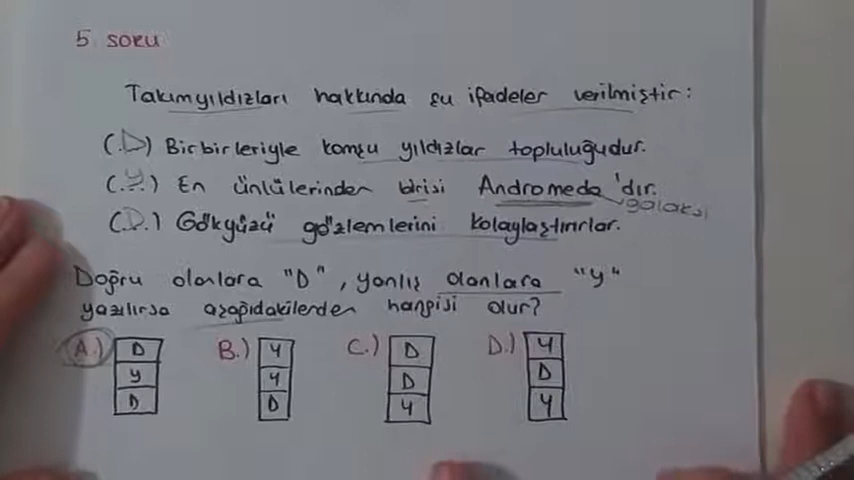 5 soru
Takımyıldızları hakkında şu ifadeler verilmiştir:
(.D.) Birbirleriyle komşu yıldızlar topluluğudur.
(.Y.) En ünlülerinden birisi Andromeda'dır.
galaksi
(.D.) Gökyüzü gözlemlerini kolaylaştırırlar.
Doğru olanlara "D", yanlış olanlara "y"
yazılırsa aşağıdakilerden hangisi olur?
A.) B.) C.) D.)
D Y D Y
y Y D D
D D Y Y